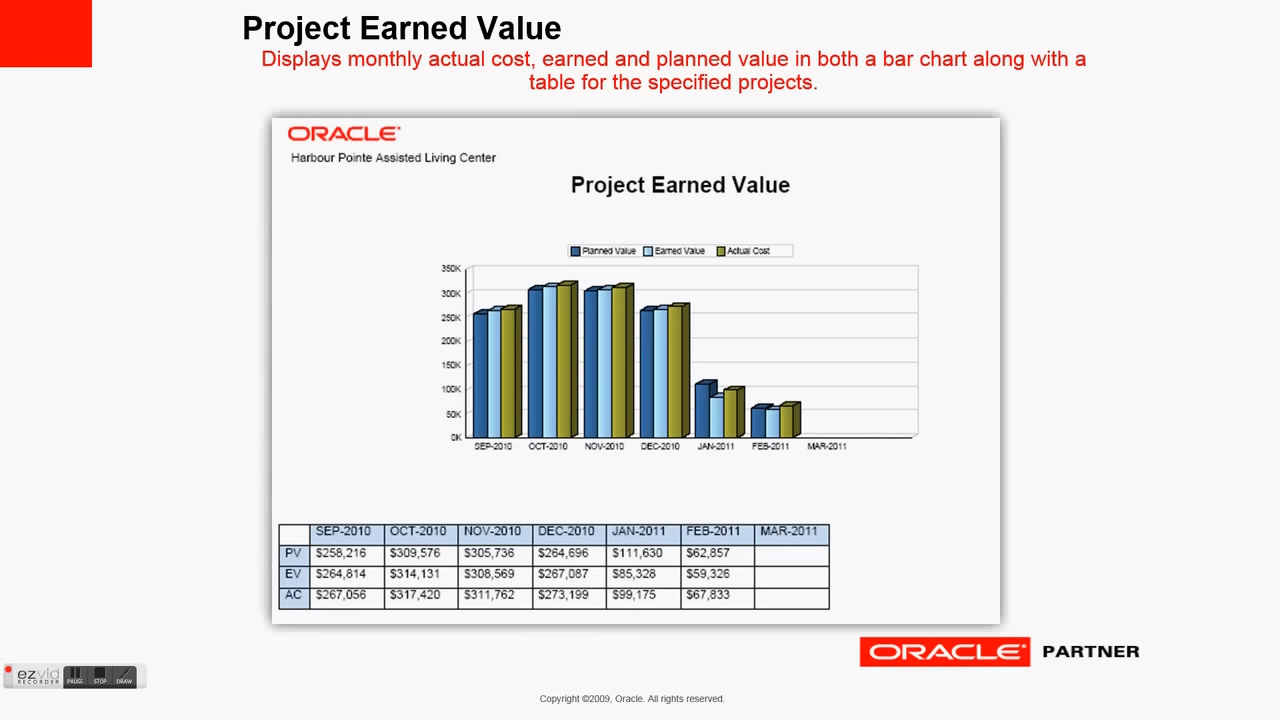 Project Earned Value
Displays monthly actual cost, earned and planned value in both a bar chart along with a
table for the specified projects.
ORACLE
Harbour Pointe Assisted Living Center
Project Earned Value
Planned Value Earned Value Actual Cost
350K
300K
250K
200K
150K
100K
50K
0K
SEP-2010 OCT-2010 NOV-2010 DEC-2010 JAN-2011 FEB-2011 MAR-2011
SEP-2010 OCT-2010 NOV-2010 DEC-2010 JAN-2011 FEB-2011 MAR-2011
PV $258,216 $309,576 $305,736 $264,696 $111,630 $62,857
EV $264,814 $314,131 $308,569 $267,087 $85,328 $59,326
AC $267,056 $317,420 $311,762 $273,199 $99,175 $67,833
ORACLE PARTNER
ezvid
RECORDER
PAUSE STOP DRAW
Copyright ©2009, Oracle. All rights reserved.